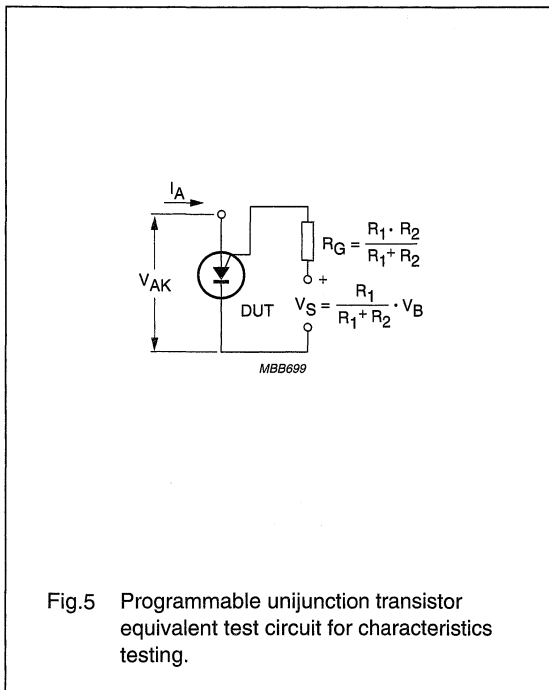 I_A
V_AK
DUT
R_G = R_1 · R_2 / R_1 + R_2
+
V_S = R_1 / R_1 + R_2 · V_B
MBB699
Fig.5 Programmable unijunction transistor
equivalent test circuit for characteristics
testing.